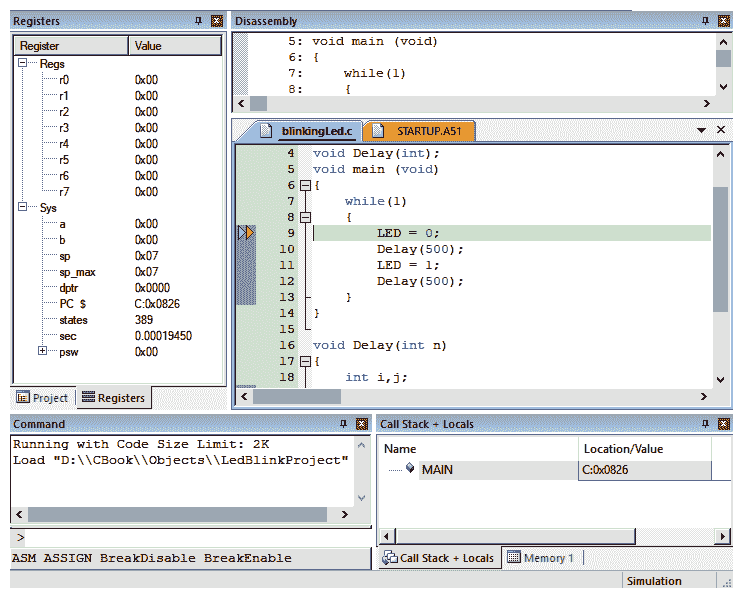 Registers
Register Value
Regs
r0 0x00
r1 0x00
r2 0x00
r3 0x00
r4 0x00
r5 0x00
r6 0x00
r7 0x00
Sys
a 0x00
b 0x00
sp 0x07
sp_max 0x07
dptr 0x0000
PC $ C:0x0826
states 389
sec 0.00019450
psw 0x00
Project Registers
Disassembly
5: void main (void)
6: {
7: while(1)
8: {
blinkingLed.c STARTUP.A51
4 void Delay(int);
5 void main (void)
6 {
7 while(1)
8 {
9 LED = 0;
10 Delay(500);
11 LED = 1;
12 Delay(500);
13 }
14 }
15
16 void Delay(int n)
17 {
18 int i,j;
Command
Running with Code Size Limit: 2K
Load "D:\\CBook\\Objects\\LedBlinkProject"
>
ASM ASSIGN BreakDisable BreakEnable
Call Stack + Locals
Name Location/Value
MAIN C:0x0826
Call Stack + Locals Memory 1
Simulation